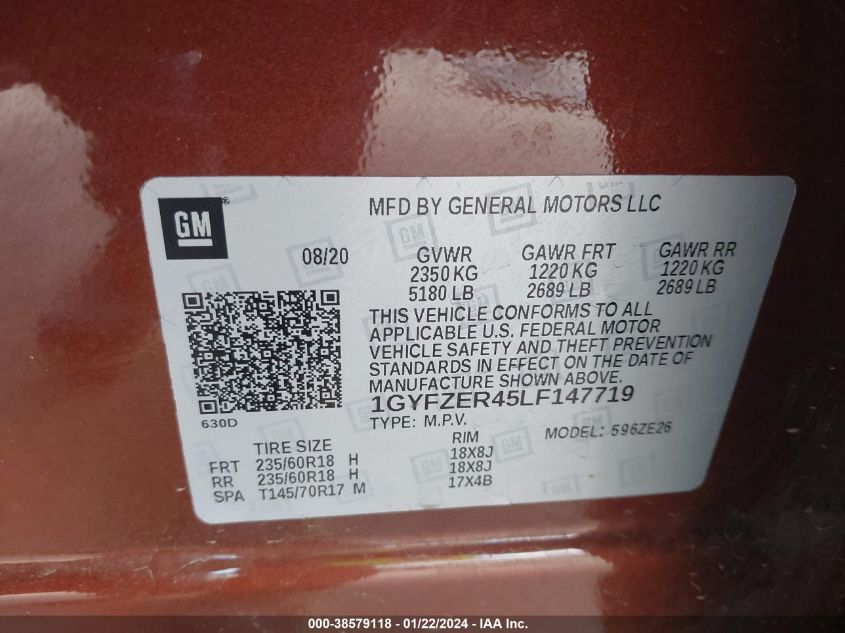 GM
MFD BY GENERAL MOTORS LLC
08/20 GVWR GAWR FRT GAWR RR
2350 KG 1220 KG 1220 KG
5180 LB 2689 LB 2689 LB
THIS VEHICLE CONFORMS TO ALL
APPLICABLE U.S. FEDERAL MOTOR
VEHICLE SAFETY AND THEFT PREVENTION
STANDARDS IN EFFECT ON THE DATE OF
MANUFACTURE SHOWN ABOVE.
1GYFZER45LF147719
630D
TYPE: M.P.V. MODEL: 596ZE26
TIRE SIZE RIM
FRT 235/60R18 H 18X8J
RR 235/60R18 H 18X8J
SPA T145/70R17 M 17X4B
000-38579118 - 01/22/2024 - IAA Inc.